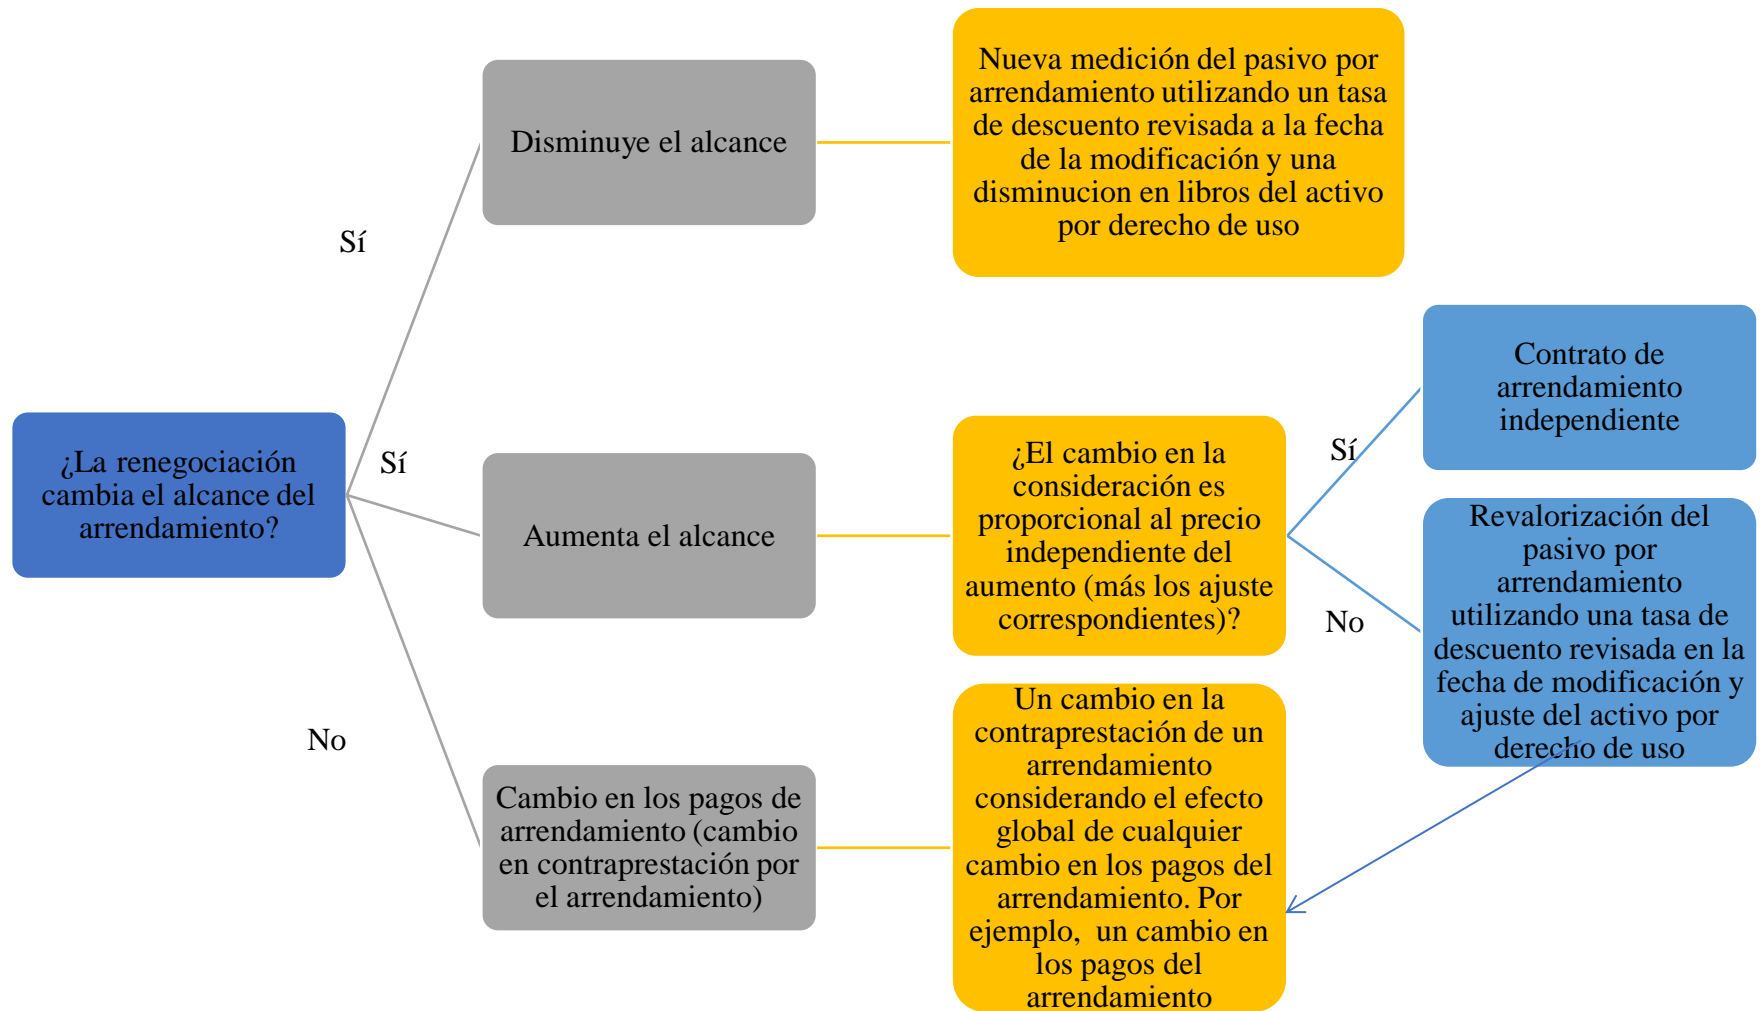 ¿La renegociación
cambia el alcance del
arrendamiento?
Sí
Sí
No
Disminuye el alcance
Nueva medición del pasivo por
arrendamiento utilizando un tasa
de descuento revisada a la fecha
de la modificación y una
disminucion en libros del activo
por derecho de uso
Aumenta el alcance
¿El cambio en la
consideración es
proporcional al precio
independiente del
aumento (más los ajuste
correspondientes)?
Sí
No
Contrato de
arrendamiento
independiente
Revalorización del
pasivo por
arrendamiento
utilizando una tasa de
descuento revisada en la
fecha de modificación y
ajuste del activo por
derecho de uso
Cambio en los pagos de
arrendamiento (cambio
en contraprestación por
el arrendamiento)
Un cambio en la
contraprestación de un
arrendamiento
considerando el efecto
global de cualquier
cambio en los pagos del
arrendamiento. Por
ejemplo, un cambio en
los pagos del
arrendamiento